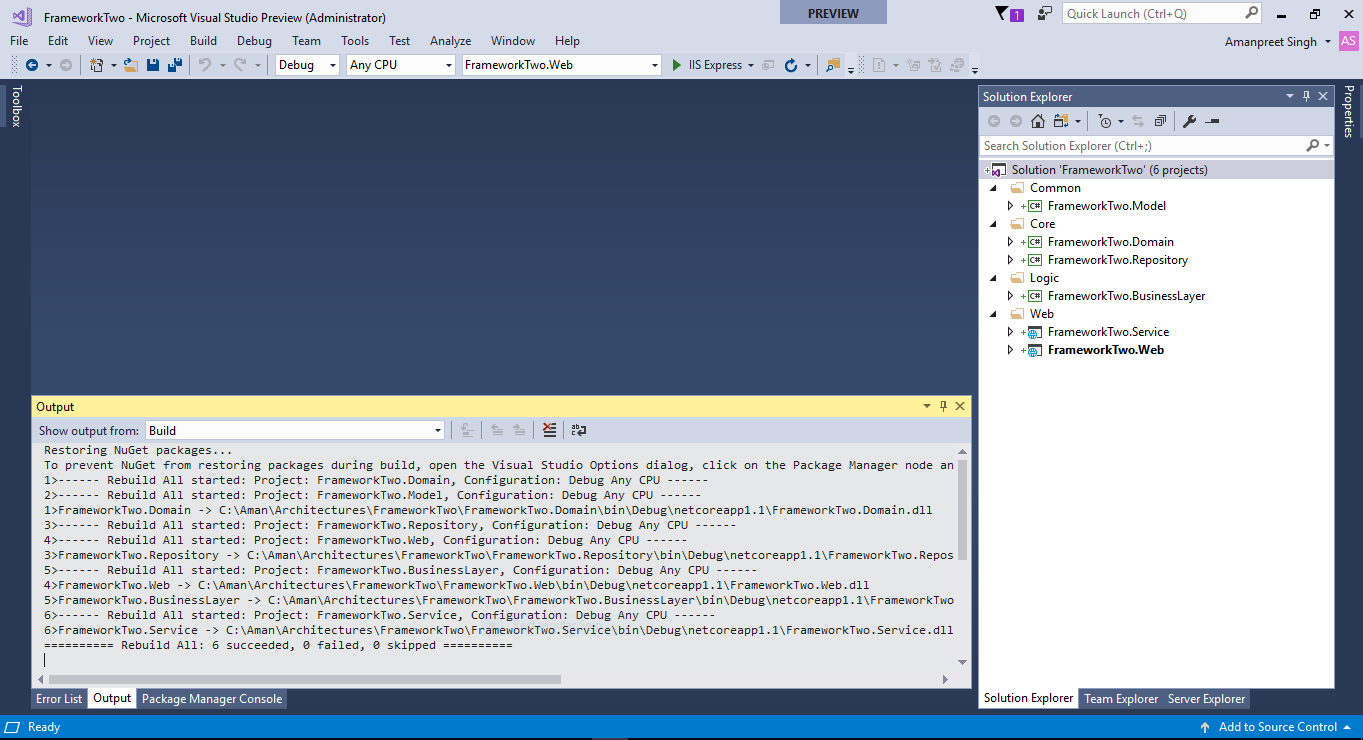 FrameworkTwo - Microsoft Visual Studio Preview (Administrator)
PREVIEW
1
Quick Launch (Ctrl+Q)
File Edit View Project Build Debug Team Tools Test Analyze Window Help
Amanpreet Singh
AS
Debug
Any CPU
FrameworkTwo.Web
IIS Express
Toolbox
Output
Show output from: Build
Restoring NuGet packages...
To prevent NuGet from restoring packages during build, open the Visual Studio Options dialog, click on the Package Manager node an
1>------ Rebuild All started: Project: FrameworkTwo.Domain, Configuration: Debug Any CPU ------
2>------ Rebuild All started: Project: FrameworkTwo.Model, Configuration: Debug Any CPU ------
1>FrameworkTwo.Domain -> C:\Aman\Architectures\FrameworkTwo\FrameworkTwo.Domain\bin\Debug\netcoreapp1.1\FrameworkTwo.Domain.dll
3>------ Rebuild All started: Project: FrameworkTwo.Repository, Configuration: Debug Any CPU ------
4>------ Rebuild All started: Project: FrameworkTwo.Web, Configuration: Debug Any CPU ------
3>FrameworkTwo.Repository -> C:\Aman\Architectures\FrameworkTwo\FrameworkTwo.Repository\bin\Debug\netcoreapp1.1\FrameworkTwo.Repos
5>------ Rebuild All started: Project: FrameworkTwo.BusinessLayer, Configuration: Debug Any CPU ------
4>FrameworkTwo.Web -> C:\Aman\Architectures\FrameworkTwo\FrameworkTwo.Web\bin\Debug\netcoreapp1.1\FrameworkTwo.Web.dll
5>FrameworkTwo.BusinessLayer -> C:\Aman\Architectures\FrameworkTwo\FrameworkTwo.BusinessLayer\bin\Debug\netcoreapp1.1\FrameworkTwo
6>------ Rebuild All started: Project: FrameworkTwo.Service, Configuration: Debug Any CPU ------
6>FrameworkTwo.Service -> C:\Aman\Architectures\FrameworkTwo\FrameworkTwo.Service\bin\Debug\netcoreapp1.1\FrameworkTwo.Service.dll
========== Rebuild All: 6 succeeded, 0 failed, 0 skipped ==========
Error List Output Package Manager Console
Solution Explorer
Search Solution Explorer (Ctrl+;)
Solution 'FrameworkTwo' (6 projects)
Common
C# FrameworkTwo.Model
Core
C# FrameworkTwo.Domain
C# FrameworkTwo.Repository
Logic
C# FrameworkTwo.BusinessLayer
Web
FrameworkTwo.Service
FrameworkTwo.Web
Solution Explorer Team Explorer Server Explorer
Properties
Ready
Add to Source Control